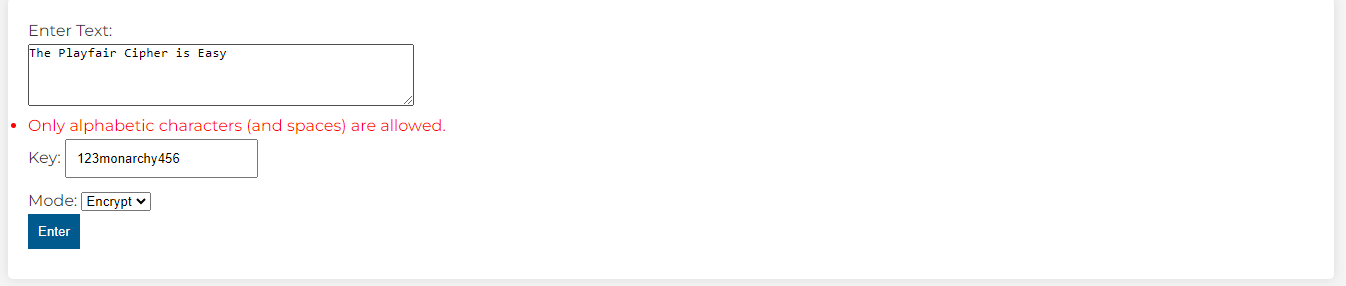 Enter Text:
The Playfair Cipher is Easy
Only alphabetic characters (and spaces) are allowed.
Key: 123monarchy456
Mode: Encrypt
Enter